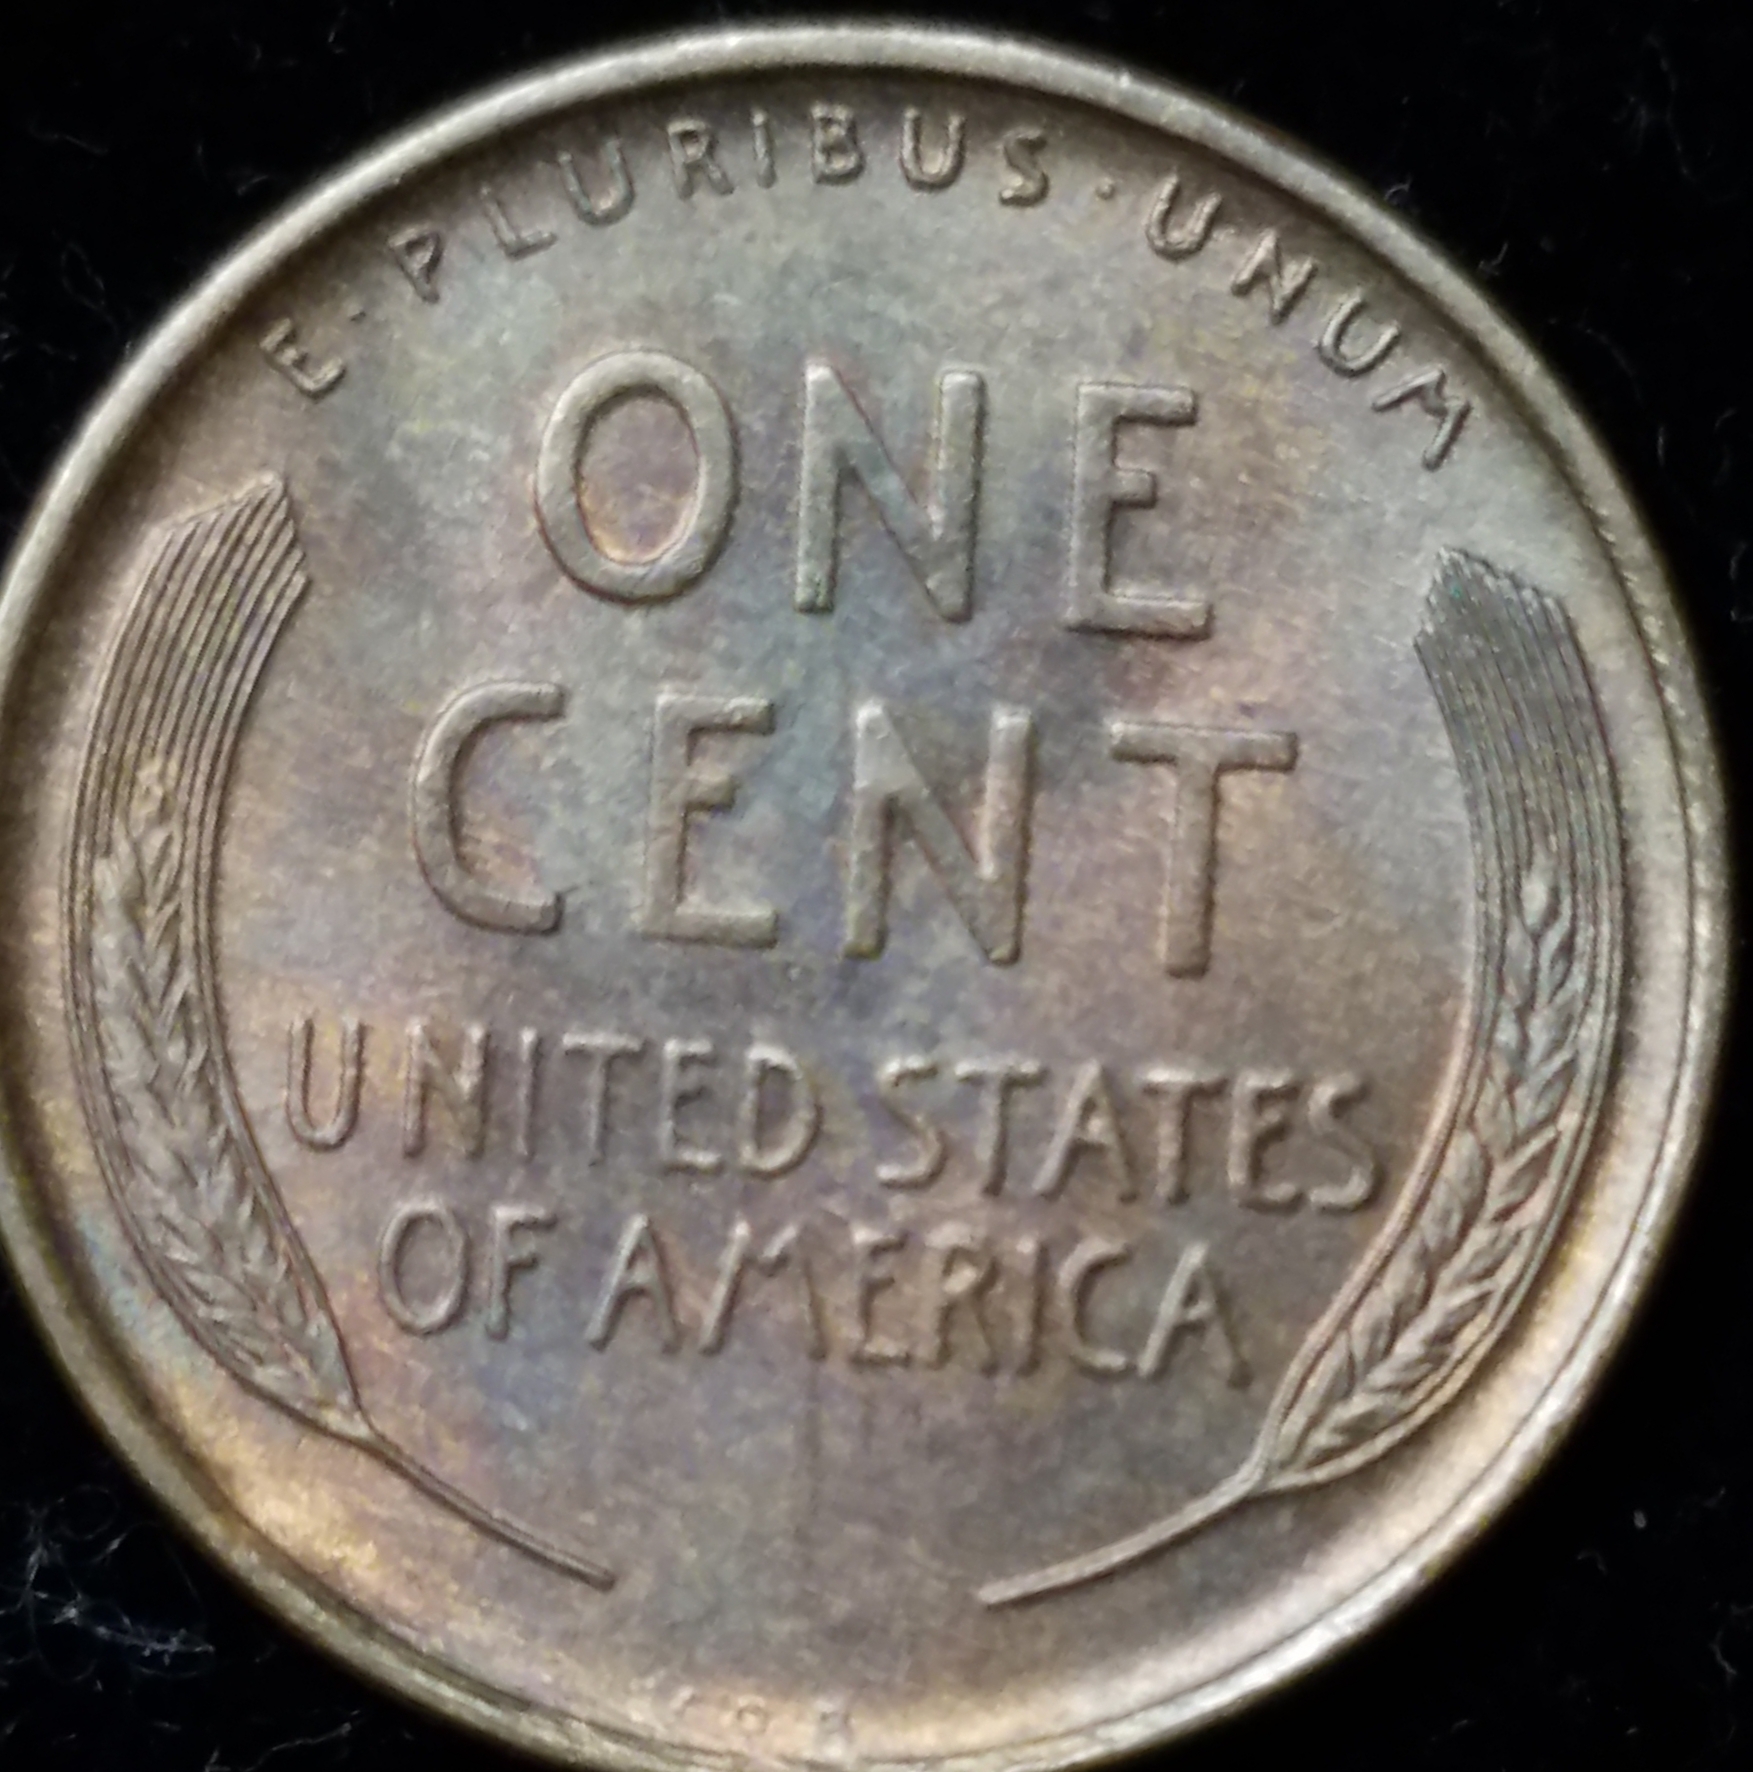 E·PLURIBUS·UNUM
ONE
CENT
UNITED STATES
OF AMERICA
V.D.B.